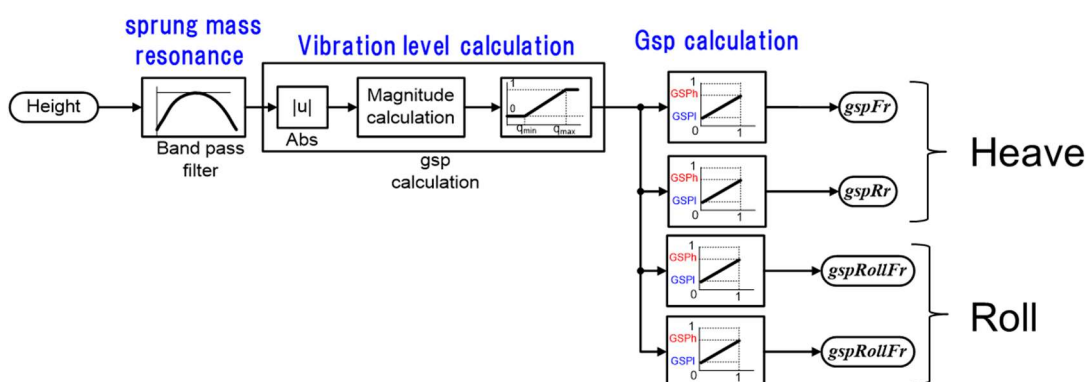 sprung mass
resonance
Vibration level calculation
Gsp calculation
Height
Band pass
filter
|u|
Abs
Magnitude
calculation
1
0
qmin qmax
gsp
calculation
1
GSPh
GSPl
0 1
gspFr
1
GSPh
GSPl
0 1
gspRr
Heave
1
GSPh
GSPl
0 1
gspRollFr
1
GSPh
GSPl
0 1
gspRollFr
Roll